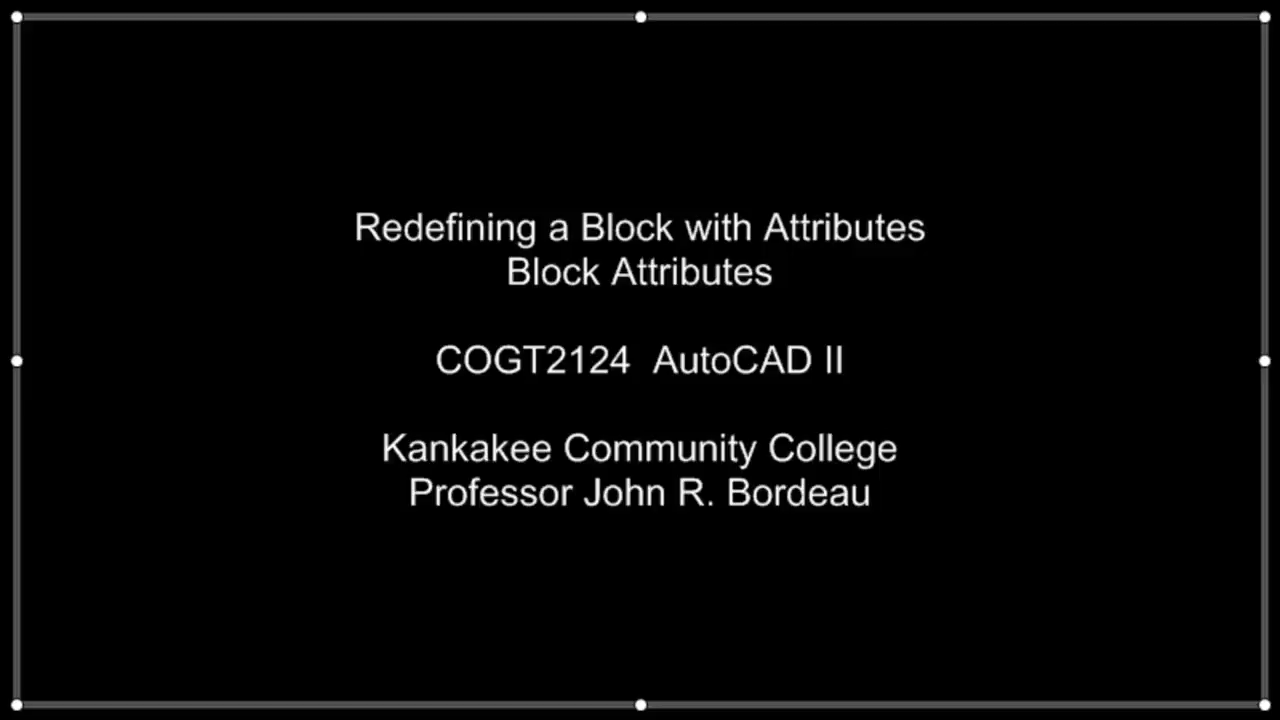 Redefining a Block with Attributes
Block Attributes
COGT2124  AutoCAD II
Kankakee Community College
Professor John R. Bordeau